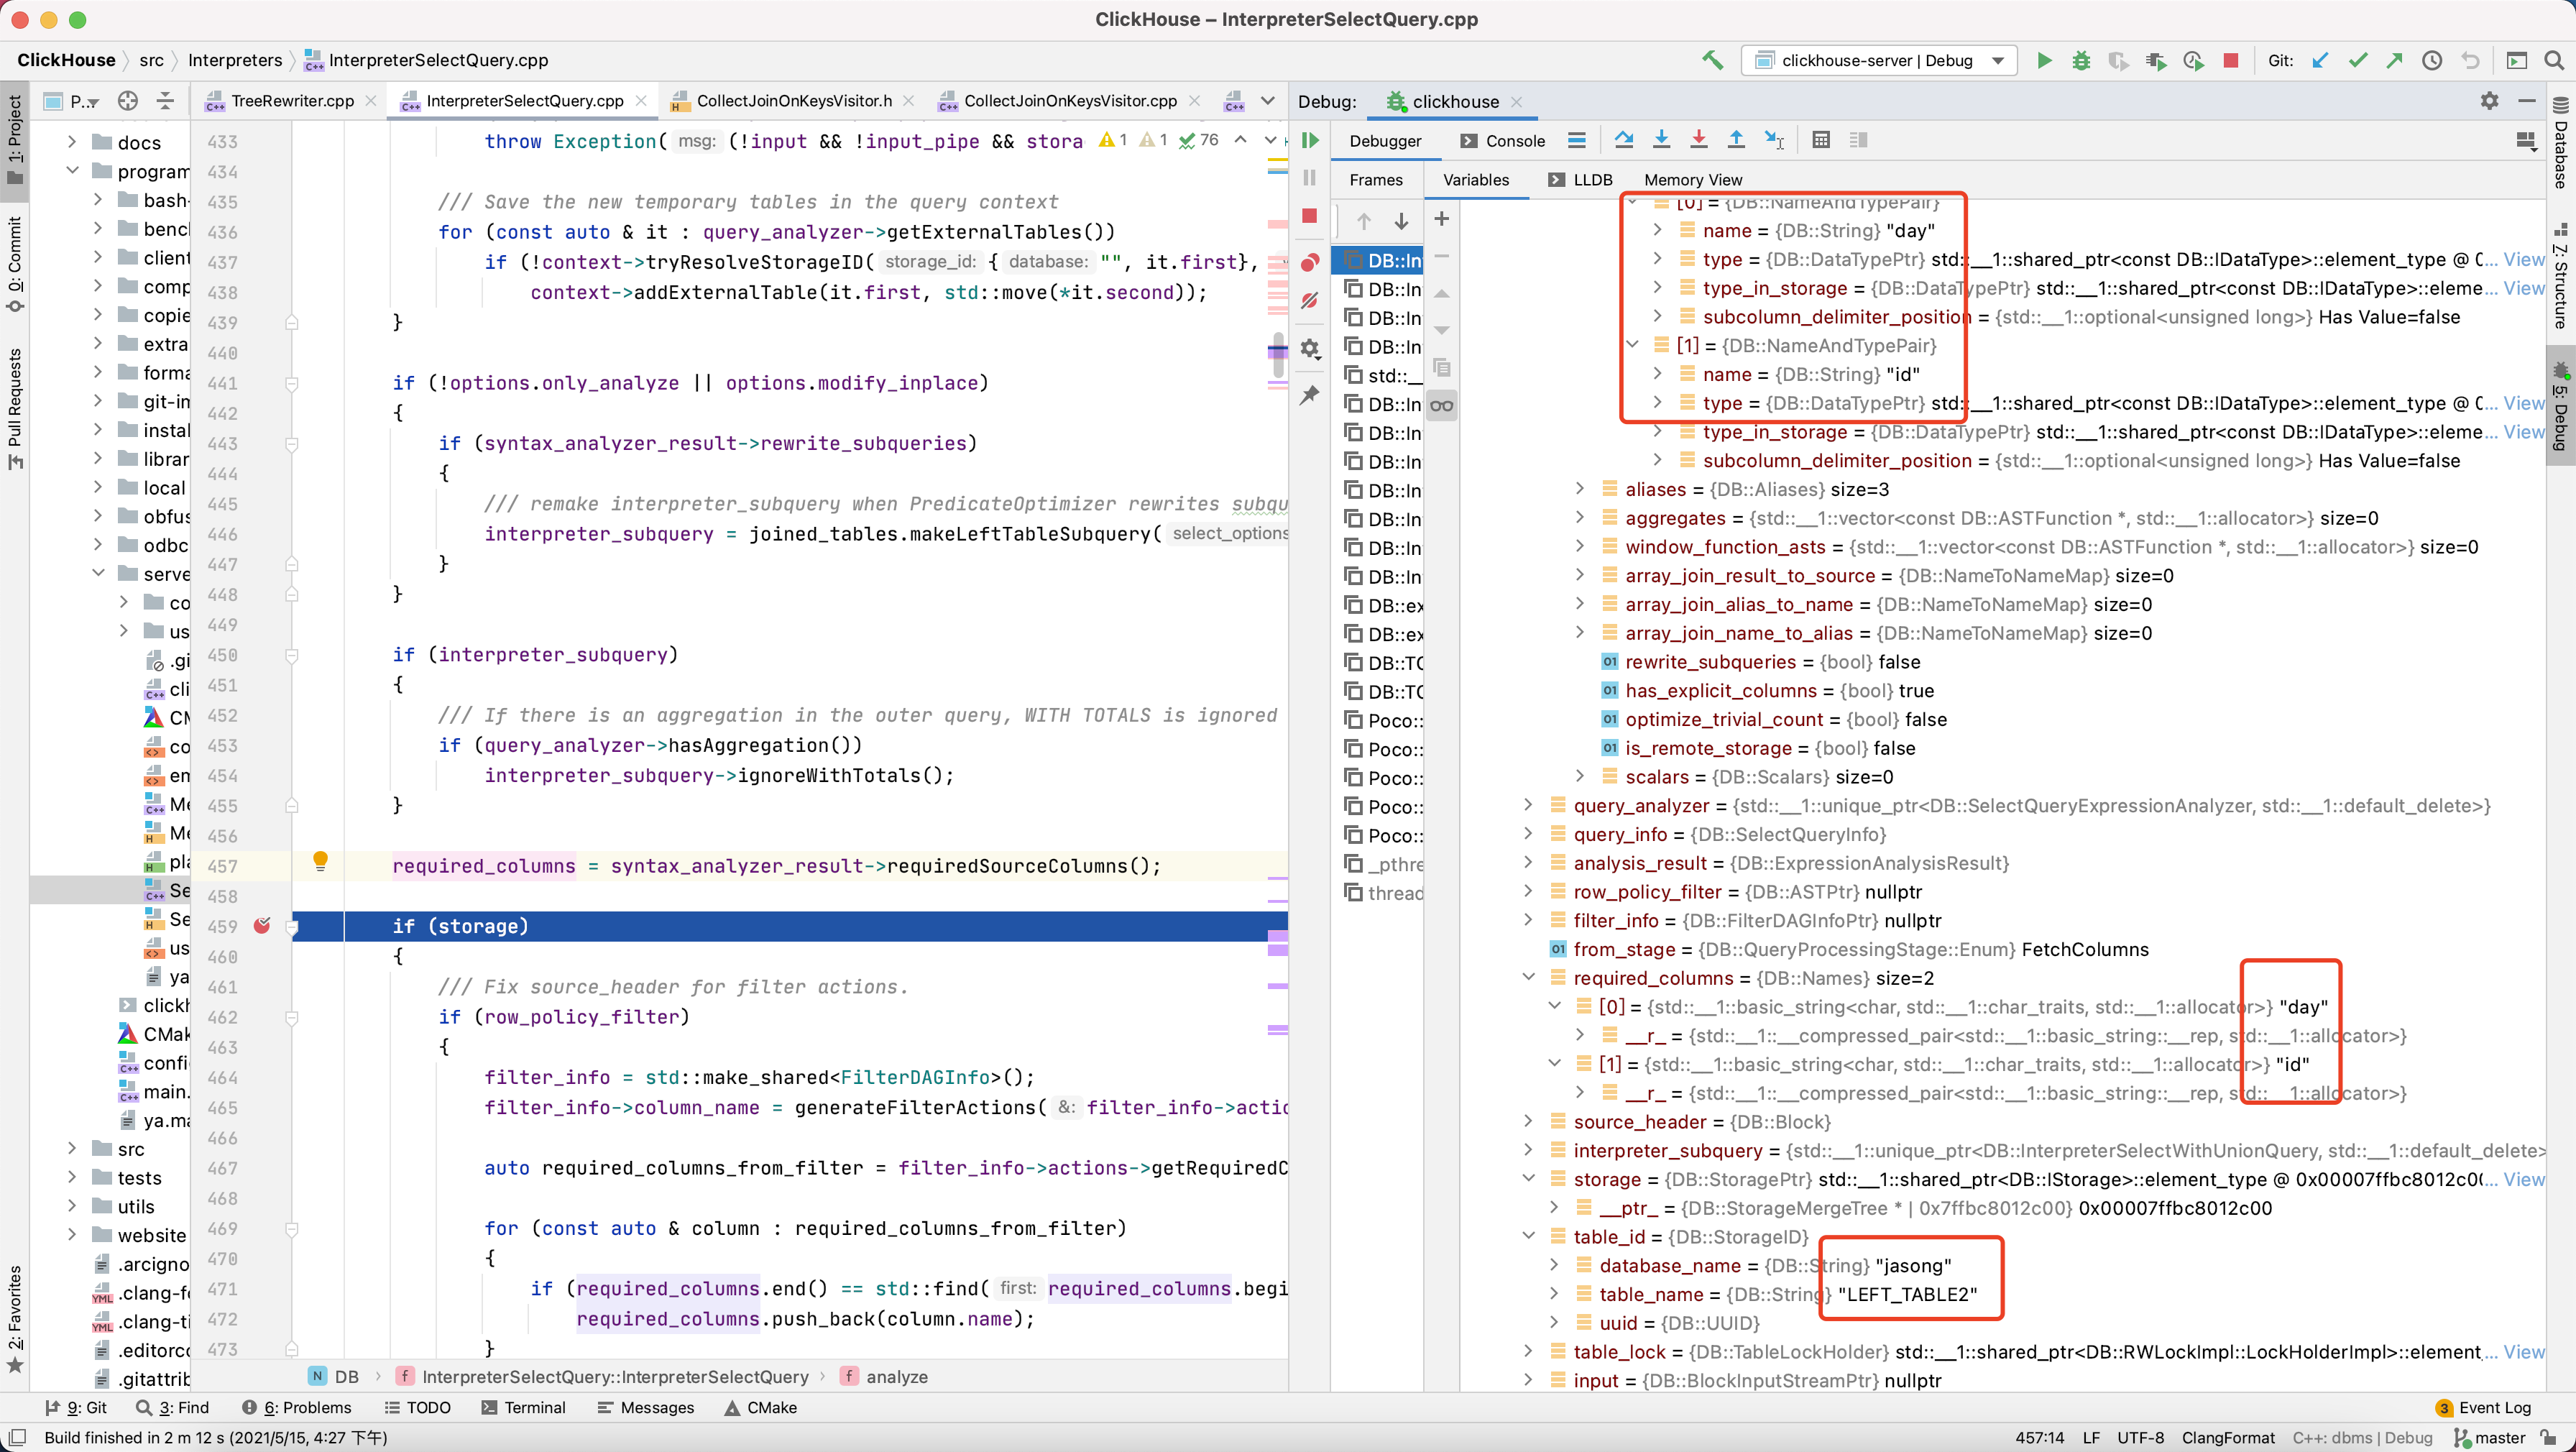 ClickHouse – InterpreterSelectQuery.cpp
ClickHouse src Interpreters InterpreterSelectQuery.cpp
clickhouse-server | Debug
Git:
P...
TreeRewriter.cpp
InterpreterSelectQuery.cpp
CollectJoinOnKeysVisitor.h
CollectJoinOnKeysVisitor.cpp
Debug:
clickhouse
Debugger
Console
Frames
Variables
LLDB
Memory View
1: Project
0: Commit
Pull Requests
2: Favorites
Database
Z: Structure
5: Debug
docs
program
bash-
bencl
client
comp
copie
extra
forma
git-im
instal
librar
local
obfus
odbc
serve
co
us
.gi
cli
CM
co
em
Me
Me
pla
Se
Se
us
ya
clickh
CMak
confi
main.
ya.ma
src
tests
utils
website
.arcigno
.clang-fo
.clang-ti
.editorco
.gitattrib
1 1 76
433 throw Exception( msg: (!input && !input_pipe && stora
434
435 /// Save the new temporary tables in the query context
436 for (const auto & it : query_analyzer->getExternalTables())
437 if (!context->tryResolveStorageID( storage_id: { database: "", it.first},
438 context->addExternalTable(it.first, std::move(*it.second));
439 }
440
441 if (!options.only_analyze || options.modify_inplace)
442 {
443 if (syntax_analyzer_result->rewrite_subqueries)
444 {
445 /// remake interpreter_subquery when PredicateOptimizer rewrites subqu
446 interpreter_subquery = joined_tables.makeLeftTableSubquery( select_options
447 }
448 }
449
450 if (interpreter_subquery)
451 {
452 /// If there is an aggregation in the outer query, WITH TOTALS is ignored
453 if (query_analyzer->hasAggregation())
454 interpreter_subquery->ignoreWithTotals();
455 }
456
457 required_columns = syntax_analyzer_result->requiredSourceColumns();
458
459 if (storage)
460 {
461 /// Fix source_header for filter actions.
462 if (row_policy_filter)
463 {
464 filter_info = std::make_shared<FilterDAGInfo>();
465 filter_info->column_name = generateFilterActions( &: filter_info->actio
466
467 auto required_columns_from_filter = filter_info->actions->getRequiredC
468
469 for (const auto & column : required_columns_from_filter)
470 {
471 if (required_columns.end() == std::find( first: required_columns.begi
472 required_columns.push_back(column.name);
473 }
DB InterpreterSelectQuery::InterpreterSelectQuery analyze
DB::In
DB::In
DB::In
DB::In
std::__
DB::In
DB::In
DB::In
DB::In
DB::In
DB::In
DB::In
DB::ex
DB::ex
DB::TC
DB::TC
Poco::
Poco::
Poco::
Poco::
Poco::
_pthre
thread
[0] = {DB::NameAndTypePair}
name = {DB::String} "day"
type = {DB::DataTypePtr} std::__1::shared_ptr<const DB::IDataType>::element_type @ 0... View
type_in_storage = {DB::DataTypePtr} std::__1::shared_ptr<const DB::IDataType>::eleme... View
subcolumn_delimiter_position = {std::__1::optional<unsigned long>} Has Value=false
[1] = {DB::NameAndTypePair}
name = {DB::String} "id"
type = {DB::DataTypePtr} std::__1::shared_ptr<const DB::IDataType>::element_type @ 0... View
type_in_storage = {DB::DataTypePtr} std::__1::shared_ptr<const DB::IDataType>::eleme... View
subcolumn_delimiter_position = {std::__1::optional<unsigned long>} Has Value=false
aliases = {DB::Aliases} size=3
aggregates = {std::__1::vector<const DB::ASTFunction *, std::__1::allocator>} size=0
window_function_asts = {std::__1::vector<const DB::ASTFunction *, std::__1::allocator>} size=0
array_join_result_to_source = {DB::NameToNameMap} size=0
array_join_alias_to_name = {DB::NameToNameMap} size=0
array_join_name_to_alias = {DB::NameToNameMap} size=0
rewrite_subqueries = {bool} false
has_explicit_columns = {bool} true
optimize_trivial_count = {bool} false
is_remote_storage = {bool} false
scalars = {DB::Scalars} size=0
query_analyzer = {std::__1::unique_ptr<DB::SelectQueryExpressionAnalyzer, std::__1::default_delete>}
query_info = {DB::SelectQueryInfo}
analysis_result = {DB::ExpressionAnalysisResult}
row_policy_filter = {DB::ASTPtr} nullptr
filter_info = {DB::FilterDAGInfoPtr} nullptr
from_stage = {DB::QueryProcessingStage::Enum} FetchColumns
required_columns = {DB::Names} size=2
[0] = {std::__1::basic_string<char, std::__1::char_traits, std::__1::allocator>} "day"
__r_ = {std::__1::__compressed_pair<std::__1::basic_string::__rep, std::__1::allocator>}
[1] = {std::__1::basic_string<char, std::__1::char_traits, std::__1::allocator>} "id"
__r_ = {std::__1::__compressed_pair<std::__1::basic_string::__rep, std::__1::allocator>}
source_header = {DB::Block}
interpreter_subquery = {std::__1::unique_ptr<DB::InterpreterSelectWithUnionQuery, std::__1::default_delete>
storage = {DB::StoragePtr} std::__1::shared_ptr<DB::IStorage>::element_type @ 0x00007ffbc8012c0(... View
__ptr_ = {DB::StorageMergeTree * | 0x7ffbc8012c00} 0x00007ffbc8012c00
table_id = {DB::StorageID}
database_name = {DB::String} "jasong"
table_name = {DB::String} "LEFT_TABLE2"
uuid = {DB::UUID}
table_lock = {DB::TableLockHolder} std::__1::shared_ptr<DB::RWLockImpl::LockHolderImpl>::element_... View
input = {DB::BlockInputStreamPtr} nullptr
9: Git 3: Find 6: Problems TODO Terminal Messages CMake 3 Event Log
Build finished in 2 m 12 s (2021/5/15, 4:27 下午) 457:14 LF UTF-8 ClangFormat C++: dbms | Debug master